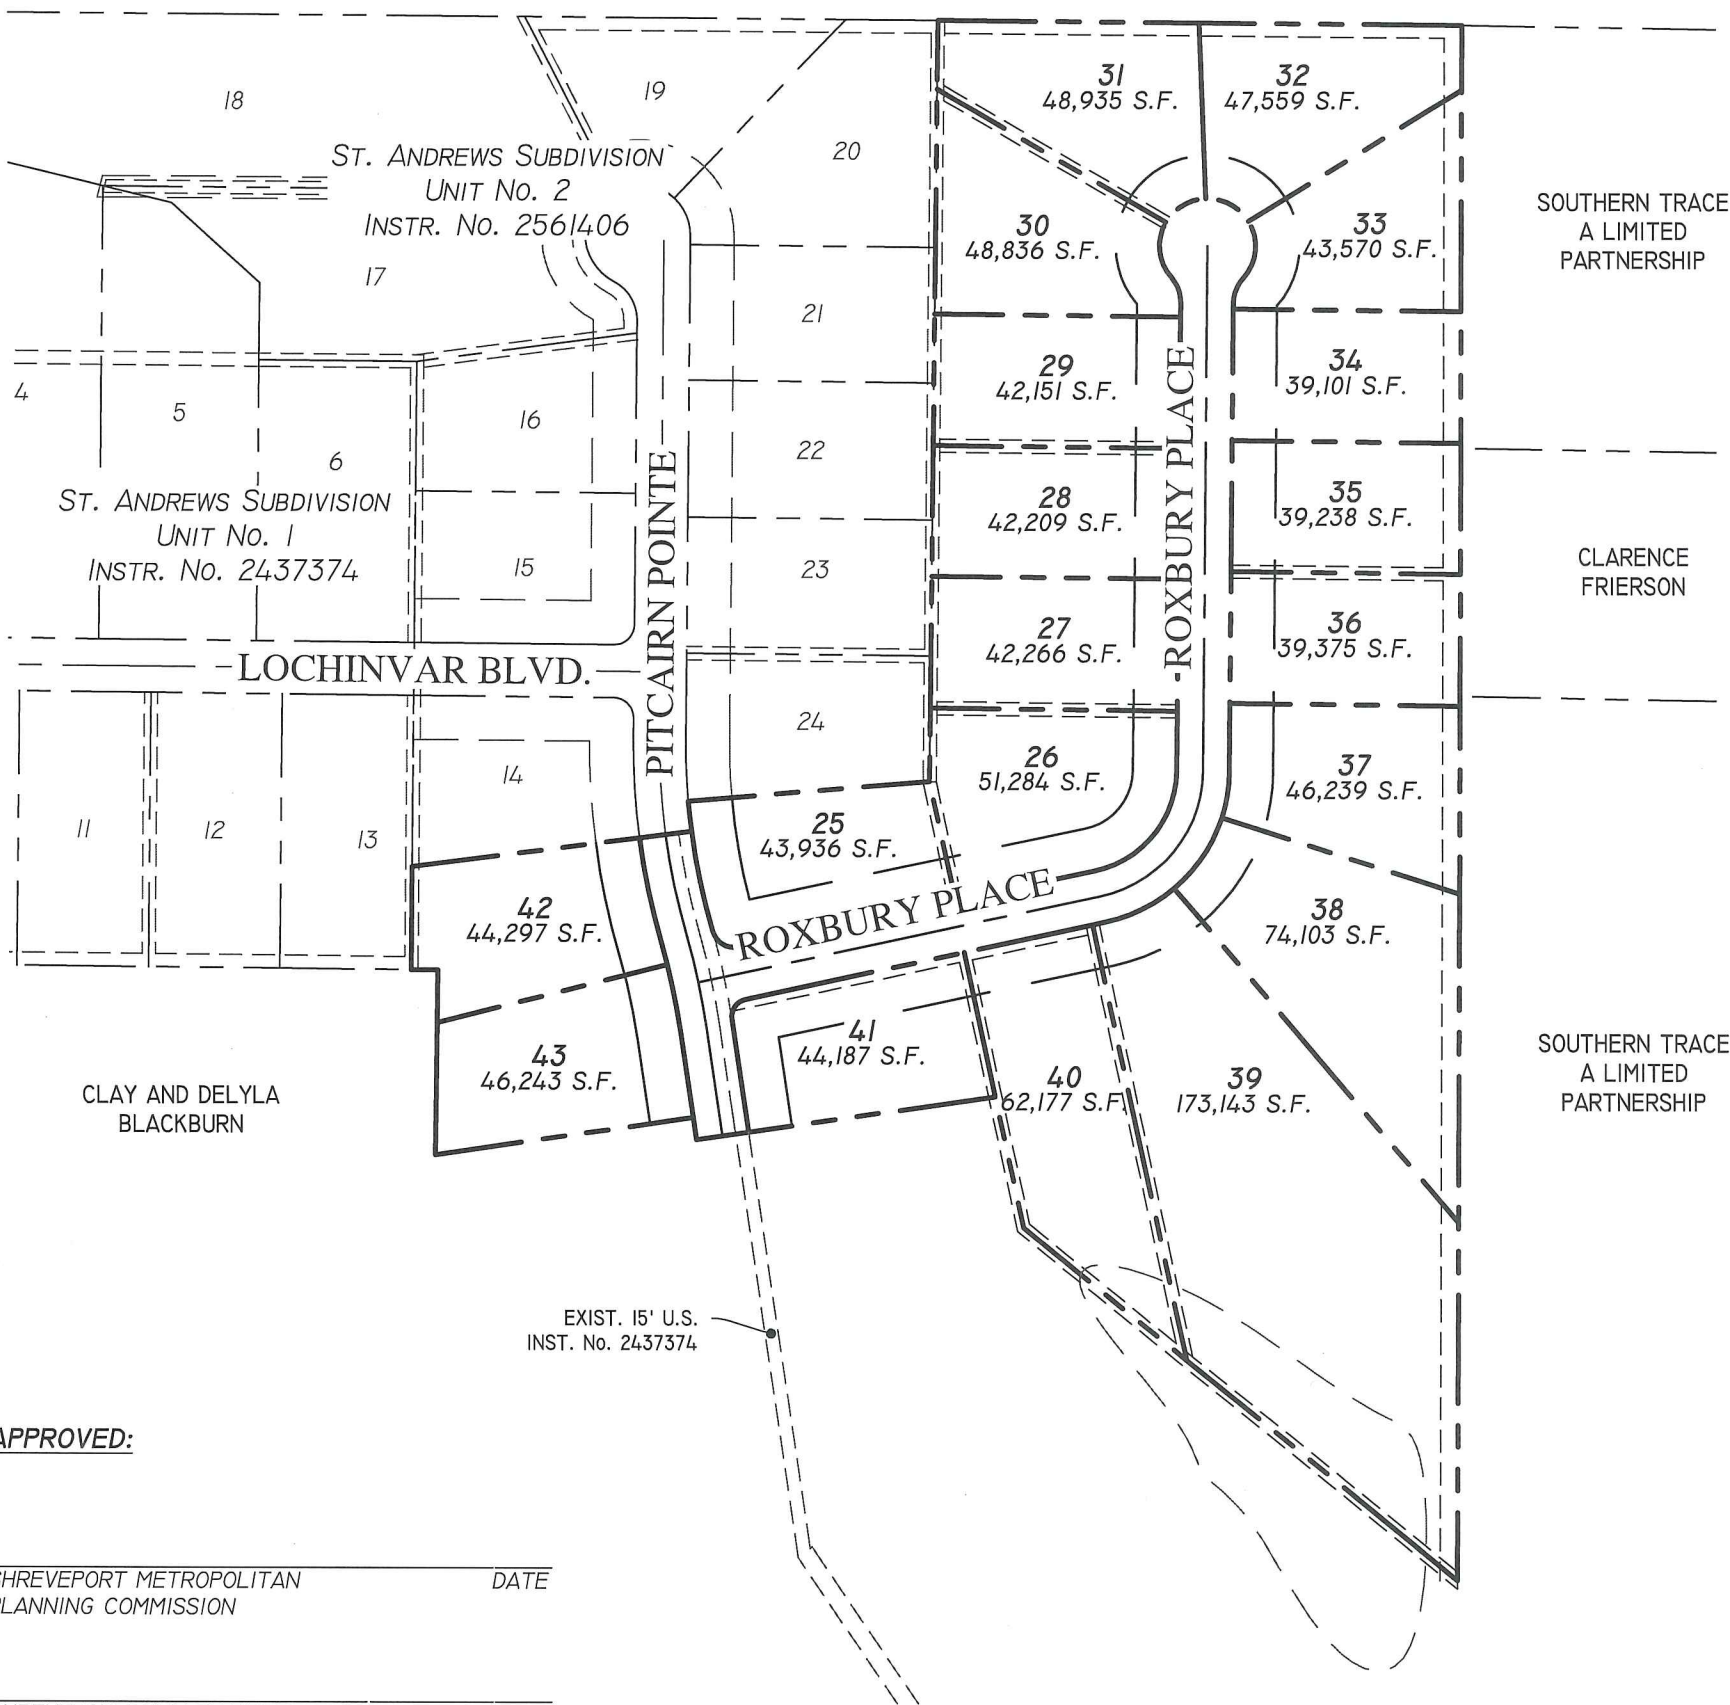 18
19
20
31
48,935 S.F.
32
47,559 S.F.
ST. ANDREWS SUBDIVISION
UNIT NO. 2
INSTR. NO. 2561406
17
30
48,836 S.F.
33
43,570 S.F.
SOUTHERN TRACE
A LIMITED
PARTNERSHIP
21
4
5
6
16
22
29
42,151 S.F.
34
39,101 S.F.
ROXBURY PLACE
ST. ANDREWS SUBDIVISION
UNIT NO. 1
INSTR. NO. 2437374
15
PITCAIRN POINTE
23
28
42,209 S.F.
35
39,238 S.F.
CLARENCE
FRIERSON
27
42,266 S.F.
36
39,375 S.F.
LOCHINVAR BLVD.
14
24
26
51,284 S.F.
37
46,239 S.F.
11
12
13
25
43,936 S.F.
ROXBURY PLACE
42
44,297 S.F.
38
74,103 S.F.
43
46,243 S.F.
41
44,187 S.F.
40
62,177 S.F.
39
173,143 S.F.
SOUTHERN TRACE
A LIMITED
PARTNERSHIP
CLAY AND DELYLA
BLACKBURN
EXIST. 15' U.S.
INST. No. 2437374
APPROVED:
SHREVEPORT METROPOLITAN DATE
PLANNING COMMISSION